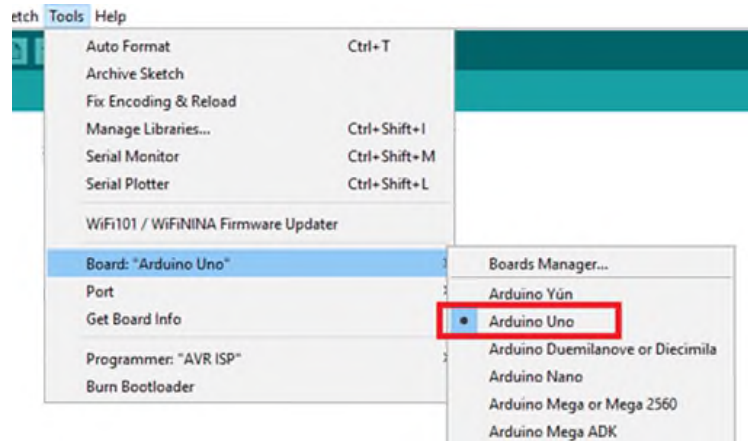 etch Tools Help
Auto Format Ctrl+T
Archive Sketch
Fix Encoding & Reload
Manage Libraries... Ctrl+Shift+I
Serial Monitor Ctrl+Shift+M
Serial Plotter Ctrl+Shift+L
WiFi101 / WiFiNINA Firmware Updater
Board: "Arduino Uno"
Port
Get Board Info
Programmer: "AVR ISP"
Burn Bootloader
Boards Manager...
Arduino Yún
Arduino Uno
Arduino Duemilanove or Diecimila
Arduino Nano
Arduino Mega or Mega 2560
Arduino Mega ADK